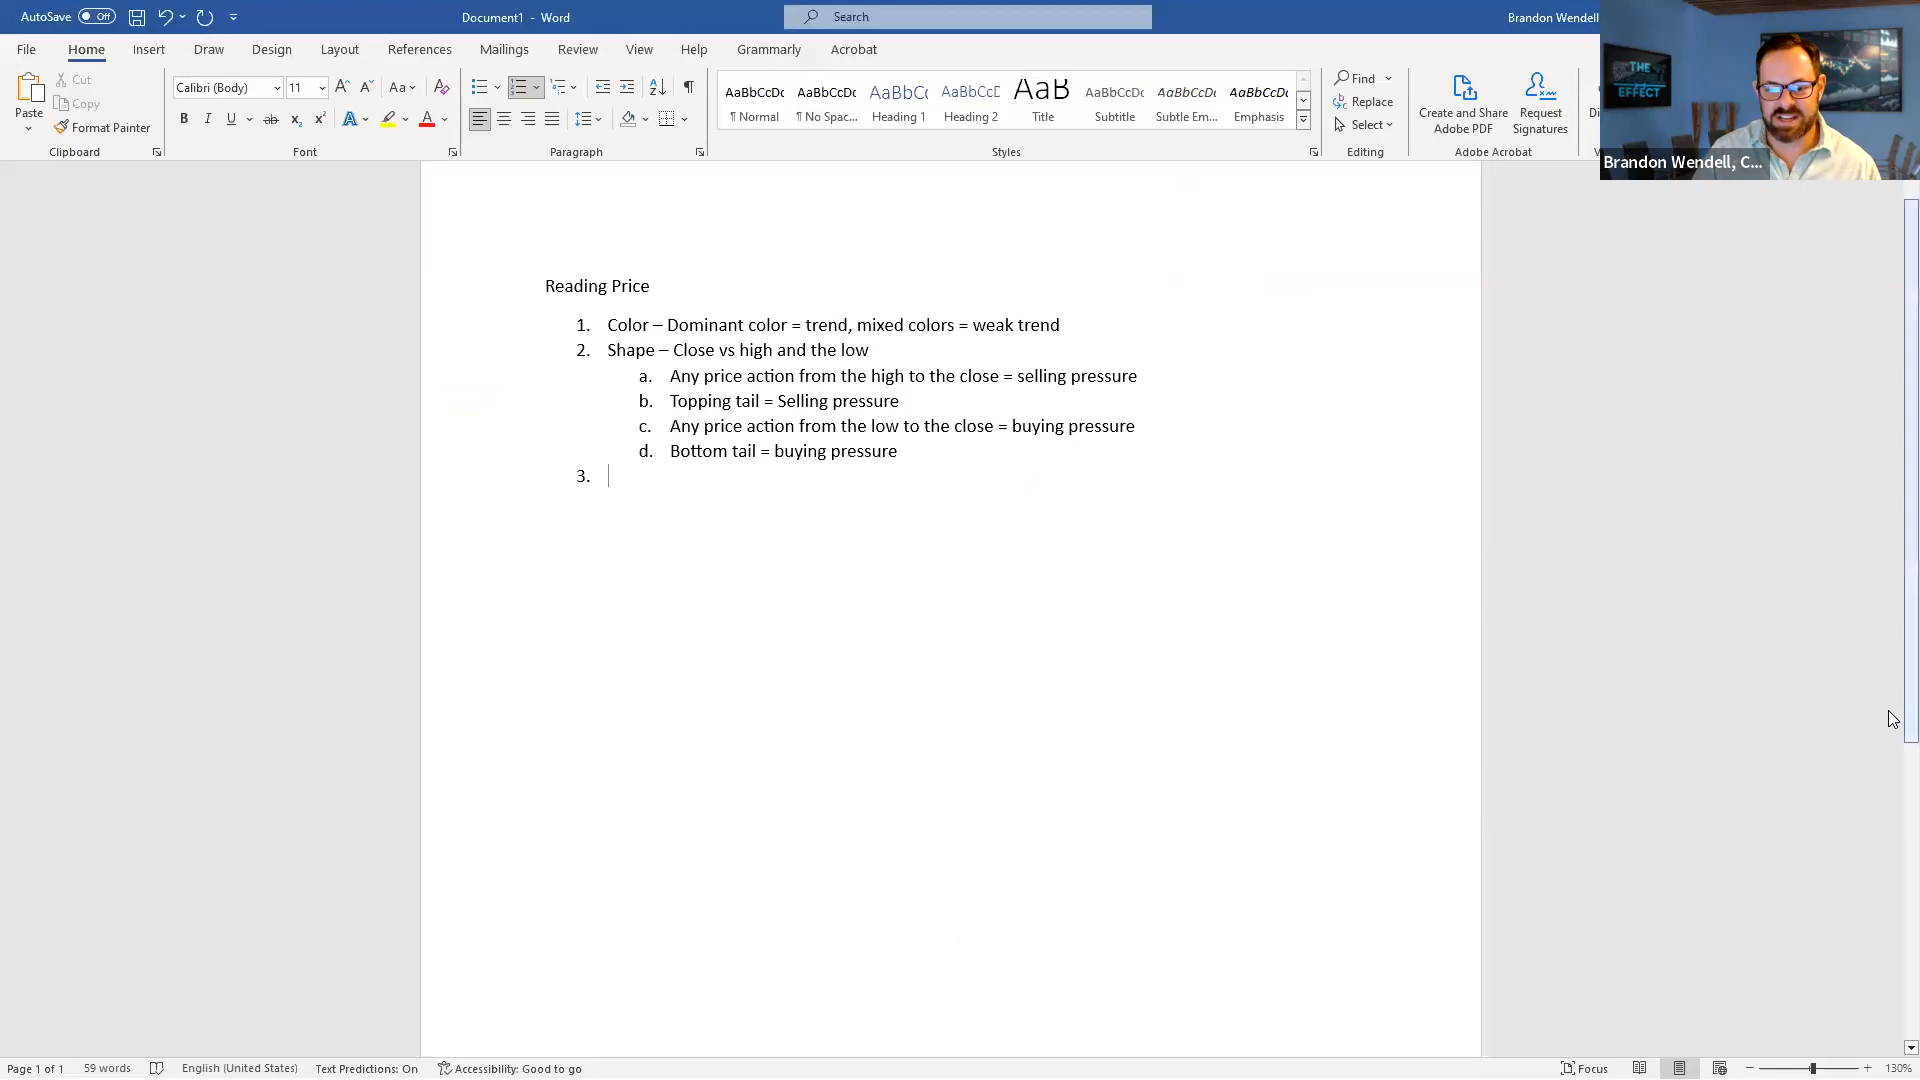 AutoSave Off
Document1 - Word
Search
Brandon Wendell
File Home Insert Draw Design Layout References Mailings Review View Help Grammarly Acrobat
Paste
Cut
Copy
Format Painter
Clipboard
Calibri (Body) 11
Font
Paragraph
AaBbCcDc AaBbCcDc AaBbC AaBbCcD AaB AaBbCcDc AaBbCcDc AaBbCcDc
¶ Normal ¶ No Spac... Heading 1 Heading 2 Title Subtitle Subtle Em... Emphasis
Styles
Find
Replace
Select
Editing
Create and Share
Adobe PDF
Request
Signatures
Adobe Acrobat
THE
EFFECT
Brandon Wendell, C...
Reading Price
1. Color – Dominant color = trend, mixed colors = weak trend
2. Shape – Close vs high and the low
a. Any price action from the high to the close = selling pressure
b. Topping tail = Selling pressure
c. Any price action from the low to the close = buying pressure
d. Bottom tail = buying pressure
3.
Page 1 of 1 59 words English (United States) Text Predictions: On Accessibility: Good to go Focus 130%